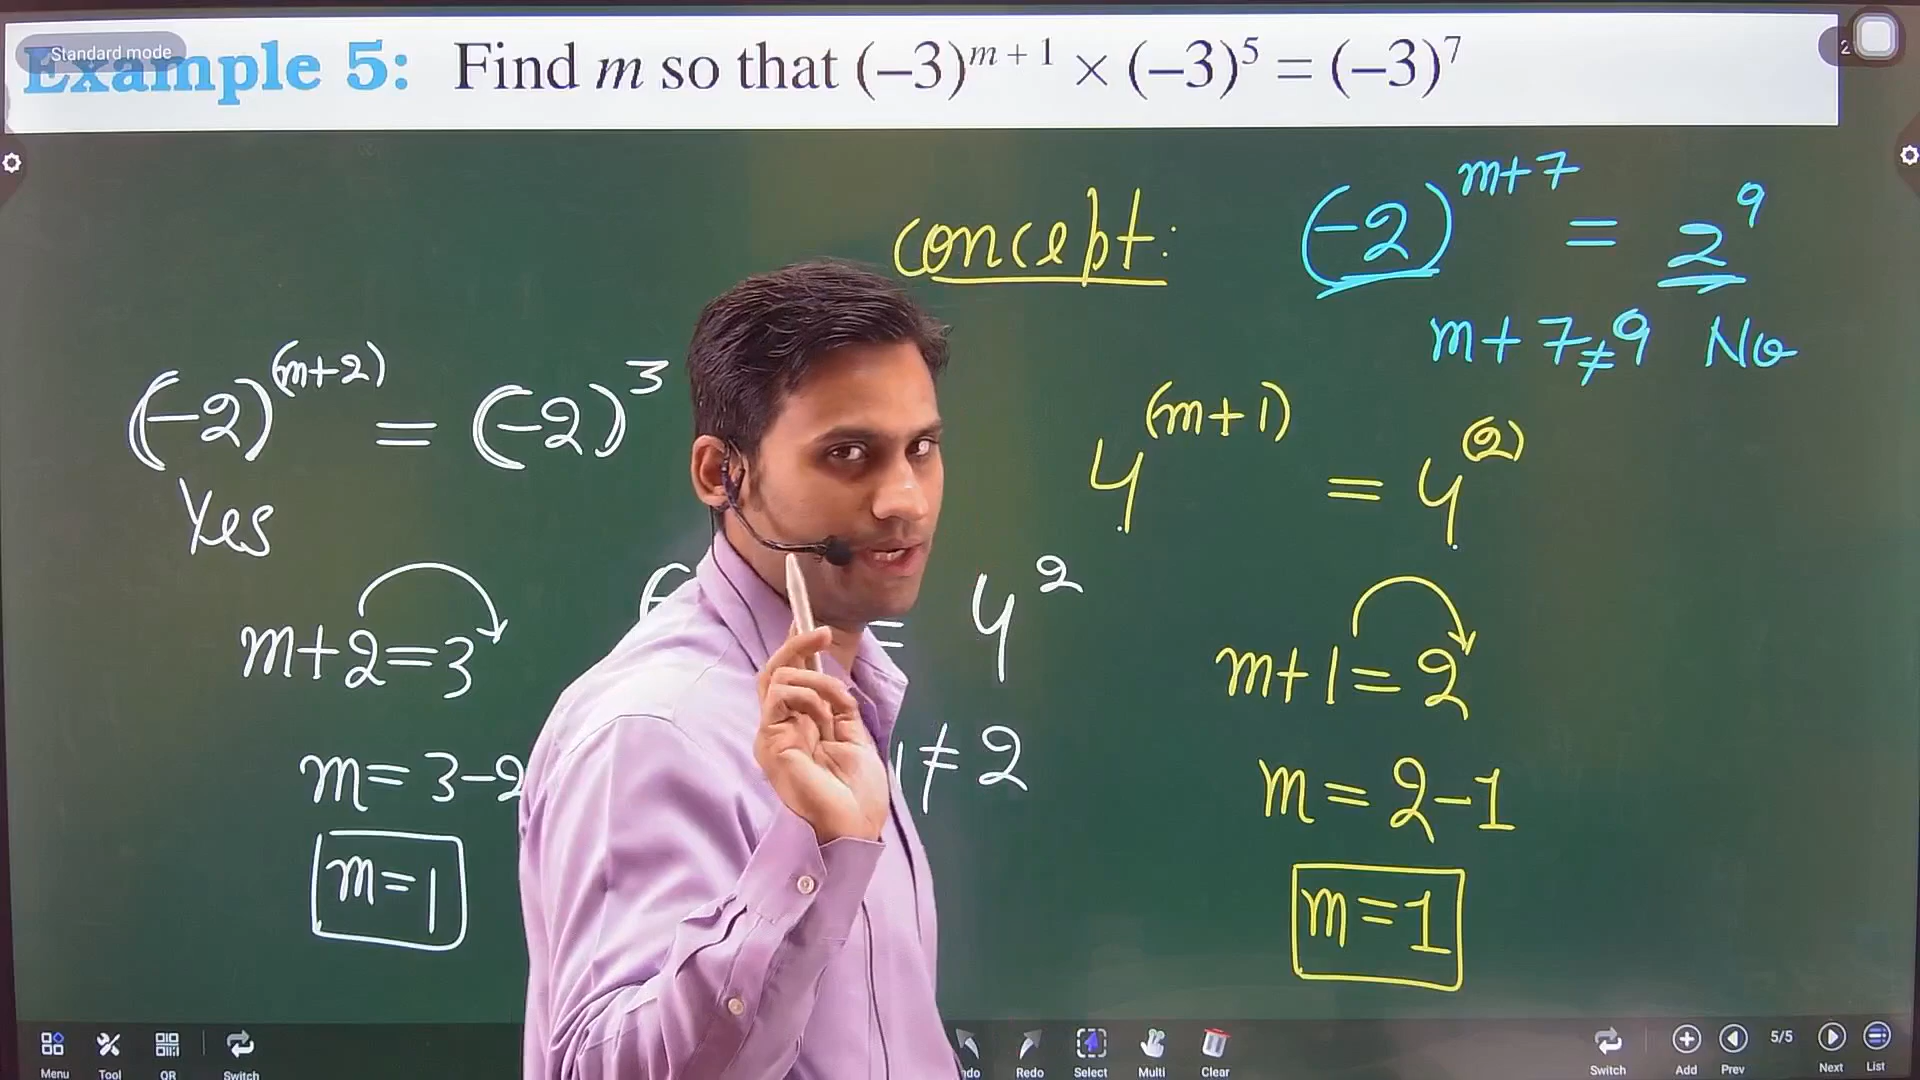 Standard mode
Example 5: Find m so that (–3)^{m + 1} × (–3)^5 = (–3)^7
concept:
(-2)^{m+7} = 2^9
m+7≠9 No
(-2)^{(m+2)} = (-2)^3
Yes
m+2=3
m=3-2
m=1
= 4^2
≠ 2
4^{(m+1)} = 4^{(2)}
m+1=2
m=2-1
m=1
Menu Tool QR Switch Redo Select Multi Clear Switch Add Prev 5/5 Next List